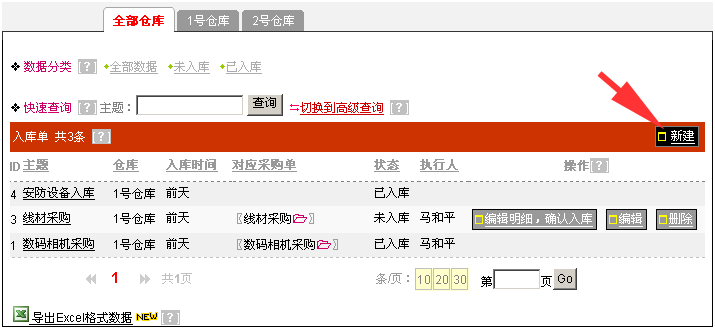 全部仓库 1号仓库 2号仓库
❖ 数据分类 [?] 全部数据 未入库 已入库
❖ 快速查询 [?] 主题: 查询 ⇆切换到高级查询 [?]
入库单 共3条 [?] 新建
ID 主题 仓库 入库时间 对应采购单 状态 执行人 操作[?]
4 安防设备入库 1号仓库 前天 已入库
3 线材采购 1号仓库 前天 〖线材采购〗 未入库 马和平 编辑明细，确认入库 编辑 删除
1 数码相机采购 1号仓库 前天 〖数码相机采购〗 已入库 马和平
1 共1页 条/页: 10 20 30 第 页 Go
导出Excel格式数据 NEW [?]